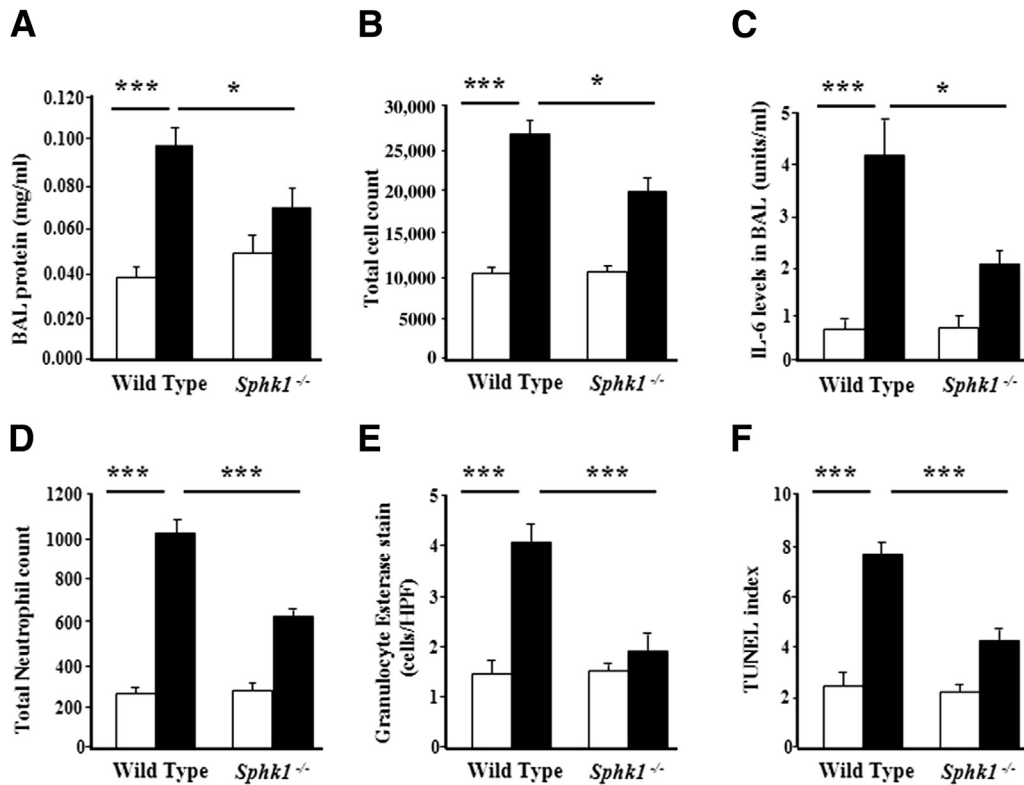 A
*** *
BAL protein (mg/ml)
0.120
0.100
0.080
0.060
0.040
0.020
0.000
Wild Type Sphk1 -/-
B
*** *
Total cell count
30,000
25,000
20,000
15,000
10,000
5000
0
Wild Type Sphk1 -/-
C
*** *
IL-6 levels in BAL (units/ml)
5
4
3
2
1
0
Wild Type Sphk1 -/-
D
*** ***
Total Neutrophil count
1200
1000
800
600
400
200
0
Wild Type Sphk1 -/-
E
*** ***
Granulocyte Esterase stain
(cells/HPF)
5
4
3
2
1
0
Wild Type Sphk1 -/-
F
*** ***
TUNEL index
10
8
6
4
2
0
Wild Type Sphk1 -/-